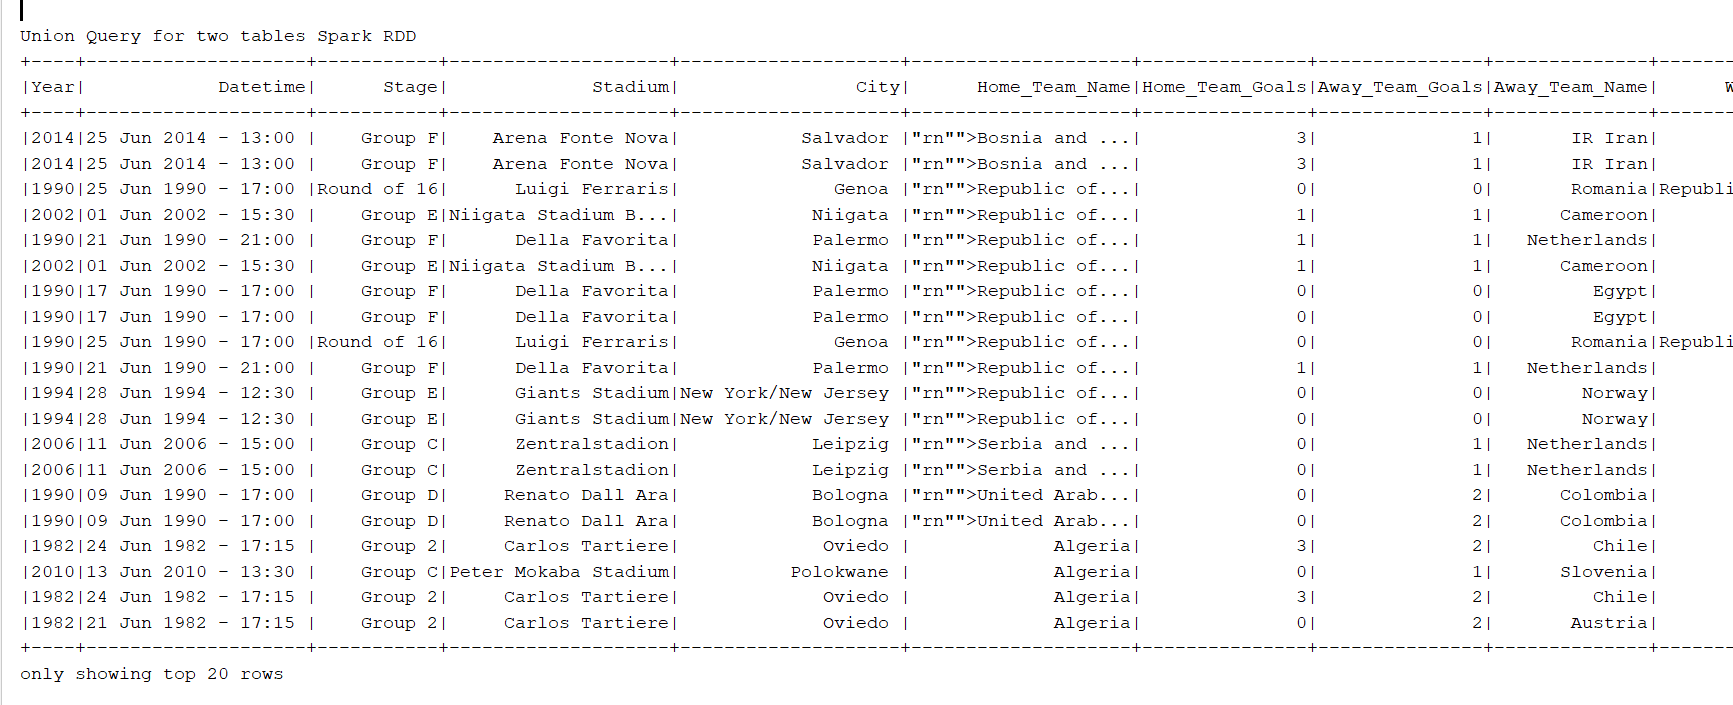 Union Query for two tables Spark RDD
+----+--------------------+-----------+--------------------+--------------------+--------------------+---------------+---------------+--------------+-------
|Year|            Datetime|      Stage|             Stadium|                City|      Home_Team_Name|Home_Team_Goals|Away_Team_Goals|Away_Team_Name|      W
+----+--------------------+-----------+--------------------+--------------------+--------------------+---------------+---------------+--------------+-------
|2014|25 Jun 2014 - 13:00 |    Group F|    Arena Fonte Nova|           Salvador |"rn"">Bosnia and ...|              3|              1|       IR Iran|
|2014|25 Jun 2014 - 13:00 |    Group F|    Arena Fonte Nova|           Salvador |"rn"">Bosnia and ...|              3|              1|       IR Iran|
|1990|25 Jun 1990 - 17:00 |Round of 16|      Luigi Ferraris|              Genoa |"rn"">Republic of...|              0|              0|       Romania|Republi
|2002|01 Jun 2002 - 15:30 |    Group E|Niigata Stadium B...|            Niigata |"rn"">Republic of...|              1|              1|      Cameroon|
|1990|21 Jun 1990 - 21:00 |    Group F|      Della Favorita|            Palermo |"rn"">Republic of...|              1|              1|   Netherlands|
|2002|01 Jun 2002 - 15:30 |    Group E|Niigata Stadium B...|            Niigata |"rn"">Republic of...|              1|              1|      Cameroon|
|1990|17 Jun 1990 - 17:00 |    Group F|      Della Favorita|            Palermo |"rn"">Republic of...|              0|              0|         Egypt|
|1990|17 Jun 1990 - 17:00 |    Group F|      Della Favorita|            Palermo |"rn"">Republic of...|              0|              0|         Egypt|
|1990|25 Jun 1990 - 17:00 |Round of 16|      Luigi Ferraris|              Genoa |"rn"">Republic of...|              0|              0|       Romania|Republi
|1990|21 Jun 1990 - 21:00 |    Group F|      Della Favorita|            Palermo |"rn"">Republic of...|              1|              1|   Netherlands|
|1994|28 Jun 1994 - 12:30 |    Group E|      Giants Stadium|New York/New Jersey |"rn"">Republic of...|              0|              0|        Norway|
|1994|28 Jun 1994 - 12:30 |    Group E|      Giants Stadium|New York/New Jersey |"rn"">Republic of...|              0|              0|        Norway|
|2006|11 Jun 2006 - 15:00 |    Group C|      Zentralstadion|            Leipzig |"rn"">Serbia and ...|              0|              1|   Netherlands|
|2006|11 Jun 2006 - 15:00 |    Group C|      Zentralstadion|            Leipzig |"rn"">Serbia and ...|              0|              1|   Netherlands|
|1990|09 Jun 1990 - 17:00 |    Group D|     Renato Dall Ara|            Bologna |"rn"">United Arab...|              0|              2|      Colombia|
|1990|09 Jun 1990 - 17:00 |    Group D|     Renato Dall Ara|            Bologna |"rn"">United Arab...|              0|              2|      Colombia|
|1982|24 Jun 1982 - 17:15 |    Group 2|     Carlos Tartiere|             Oviedo |             Algeria|              3|              2|         Chile|
|2010|13 Jun 2010 - 13:30 |    Group C|Peter Mokaba Stadium|          Polokwane |             Algeria|              0|              1|      Slovenia|
|1982|24 Jun 1982 - 17:15 |    Group 2|     Carlos Tartiere|             Oviedo |             Algeria|              3|              2|         Chile|
|1982|21 Jun 1982 - 17:15 |    Group 2|     Carlos Tartiere|             Oviedo |             Algeria|              0|              2|       Austria|
+----+--------------------+-----------+--------------------+--------------------+--------------------+---------------+---------------+--------------+-------
only showing top 20 rows